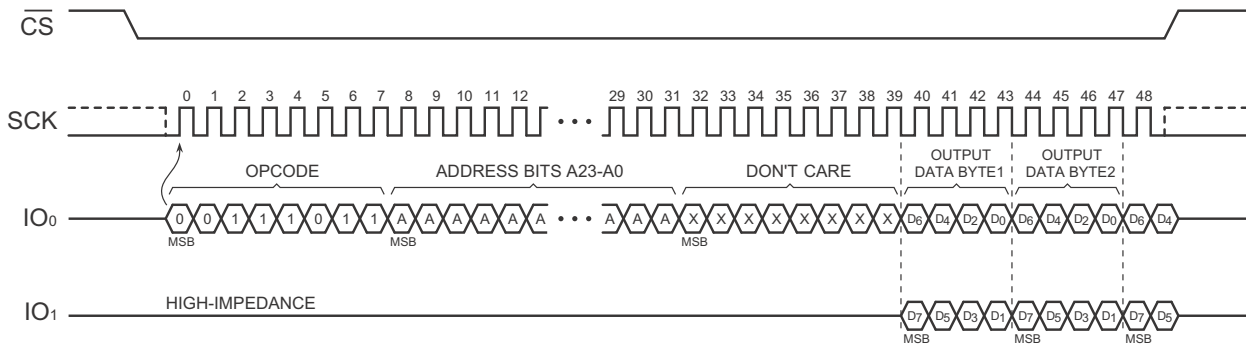 CS
SCK
0 1 2 3 4 5 6 7 8 9 10 11 12 • • • 29 30 31 32 33 34 35 36 37 38 39 40 41 42 43 44 45 46 47 48
OPCODE
ADDRESS BITS A23-A0
DON'T CARE
OUTPUT
DATA BYTE1
OUTPUT
DATA BYTE2
IO0
0 0 1 1 1 0 1 1 A A A A A A • • • A A A X X X X X X X X D6 D4 D2 D0 D6 D4 D2 D0 D6 D4
MSB MSB MSB
HIGH-IMPEDANCE
IO1
D7 D5 D3 D1 D7 D5 D3 D1 D7 D5
MSB MSB MSB